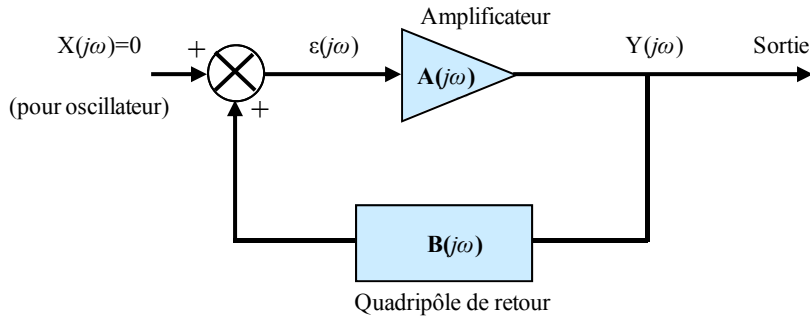 Amplificateur
X(jω)=0
+
ε(jω)
Y(jω)
Sortie
A(jω)
(pour oscillateur)
+
B(jω)
Quadripôle de retour